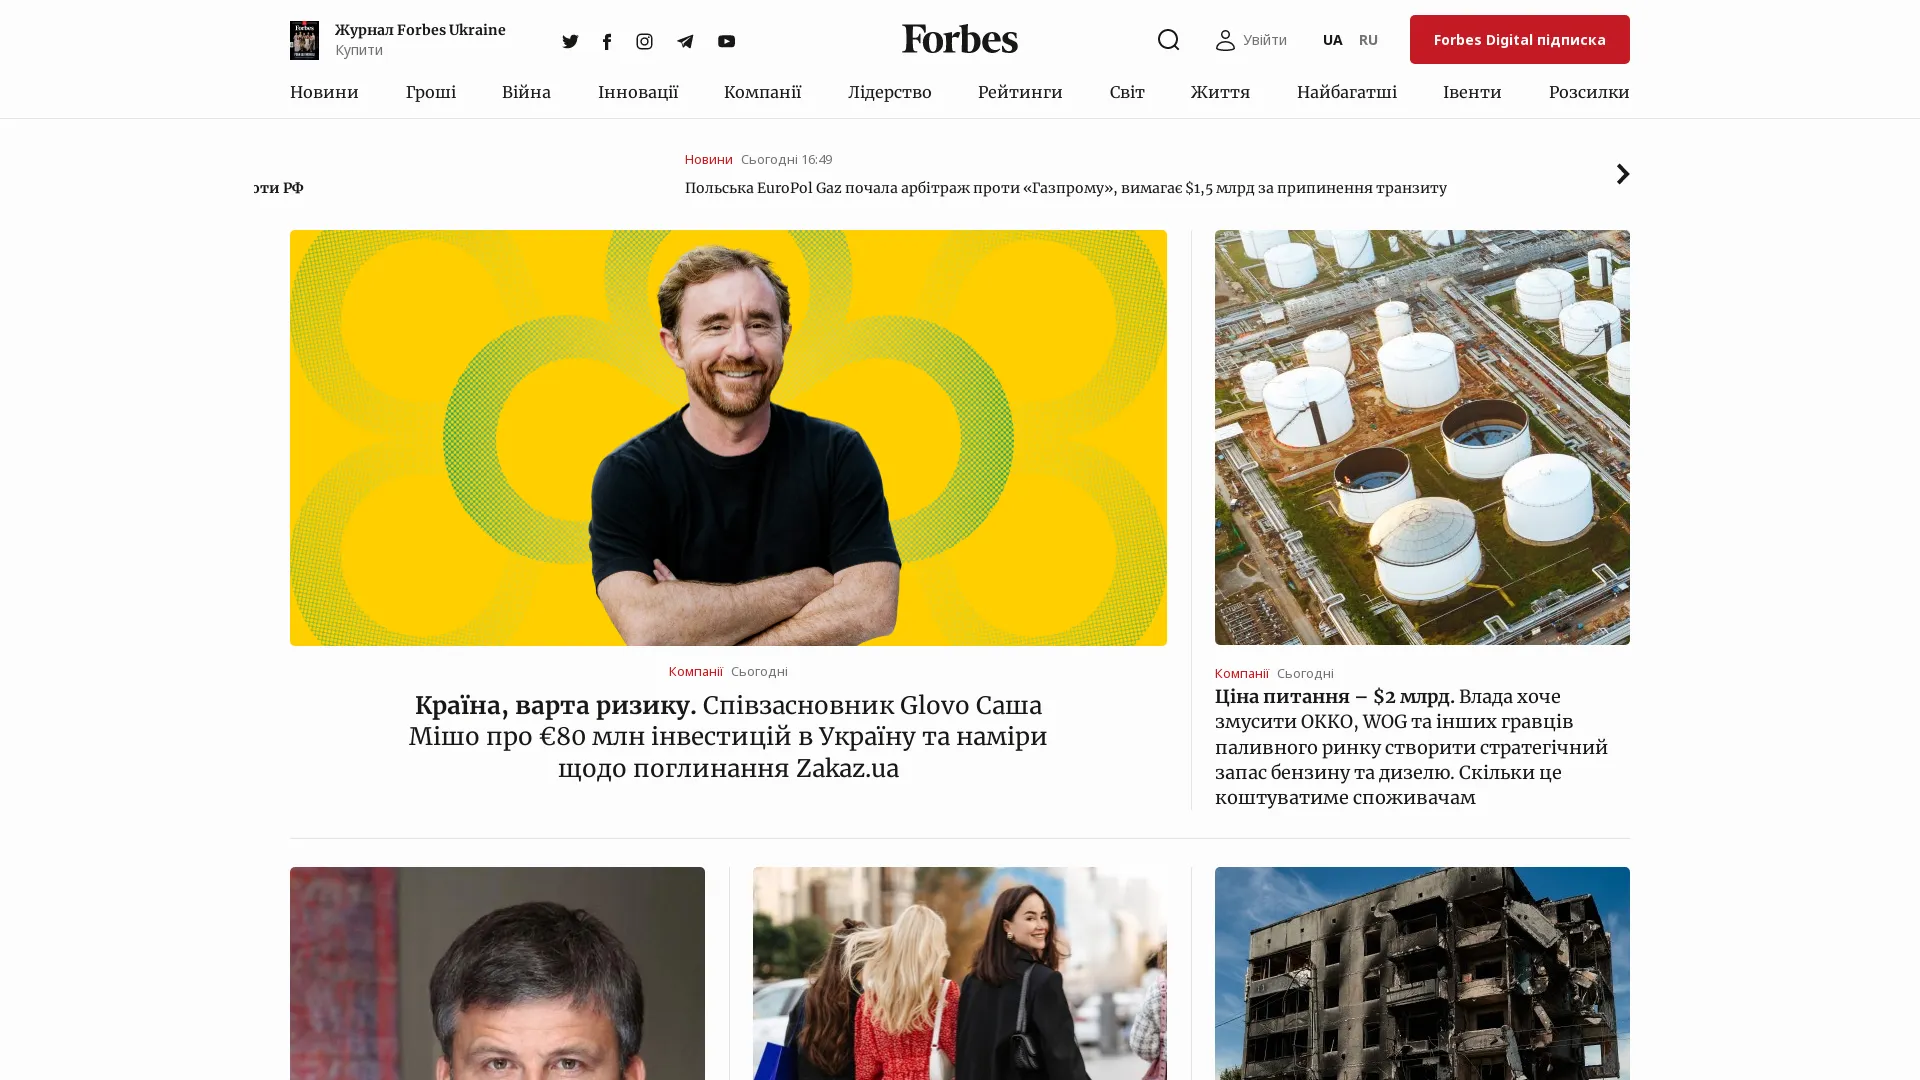 Журнал Forbes Ukraine
Купити
Forbes
Увійти
UA
RU
Forbes Digital підписка
Новини
Гроші
Війна
Інновації
Компанії
Лідерство
Рейтинги
Світ
Життя
Найбагатші
Івенти
Розсилки
Новини Сьогодні 16:49
РФ
Польська EuroPol Gaz почала арбітраж проти «Газпрому», вимагає $1,5 млрд за припинення транзиту
Компанії Сьогодні
Країна, варта ризику. Співзасновник Glovo Саша
Мішо про €80 млн інвестицій в Україну та наміри
щодо поглинання Zakaz.ua
Компанії Сьогодні
Ціна питання – $2 млрд. Влада хоче
змусити ОККО, WOG та інших гравців
паливного ринку створити стратегічний
запас бензину та дизелю. Скільки це
коштуватиме споживачам